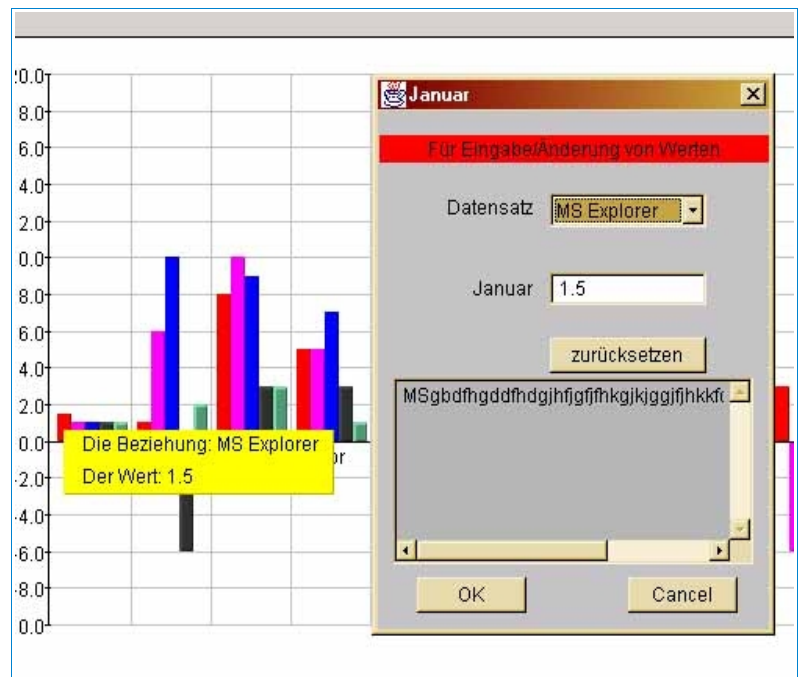 0.0
8.0
6.0
4.0
2.0
0.0
8.0
6.0
4.0
2.0
0.0
-2.0
-4.0
-6.0
-8.0
0.0
Die Beziehung: MS Explorer
Der Wert: 1.5
or
Januar
Für Eingabe/Änderung von Werten
Datensatz MS Explorer
Januar 1.5
zurücksetzen
MSgbdfhgddfhdgjhfjgfjfhkgjkjggjfjhkkf
OK Cancel